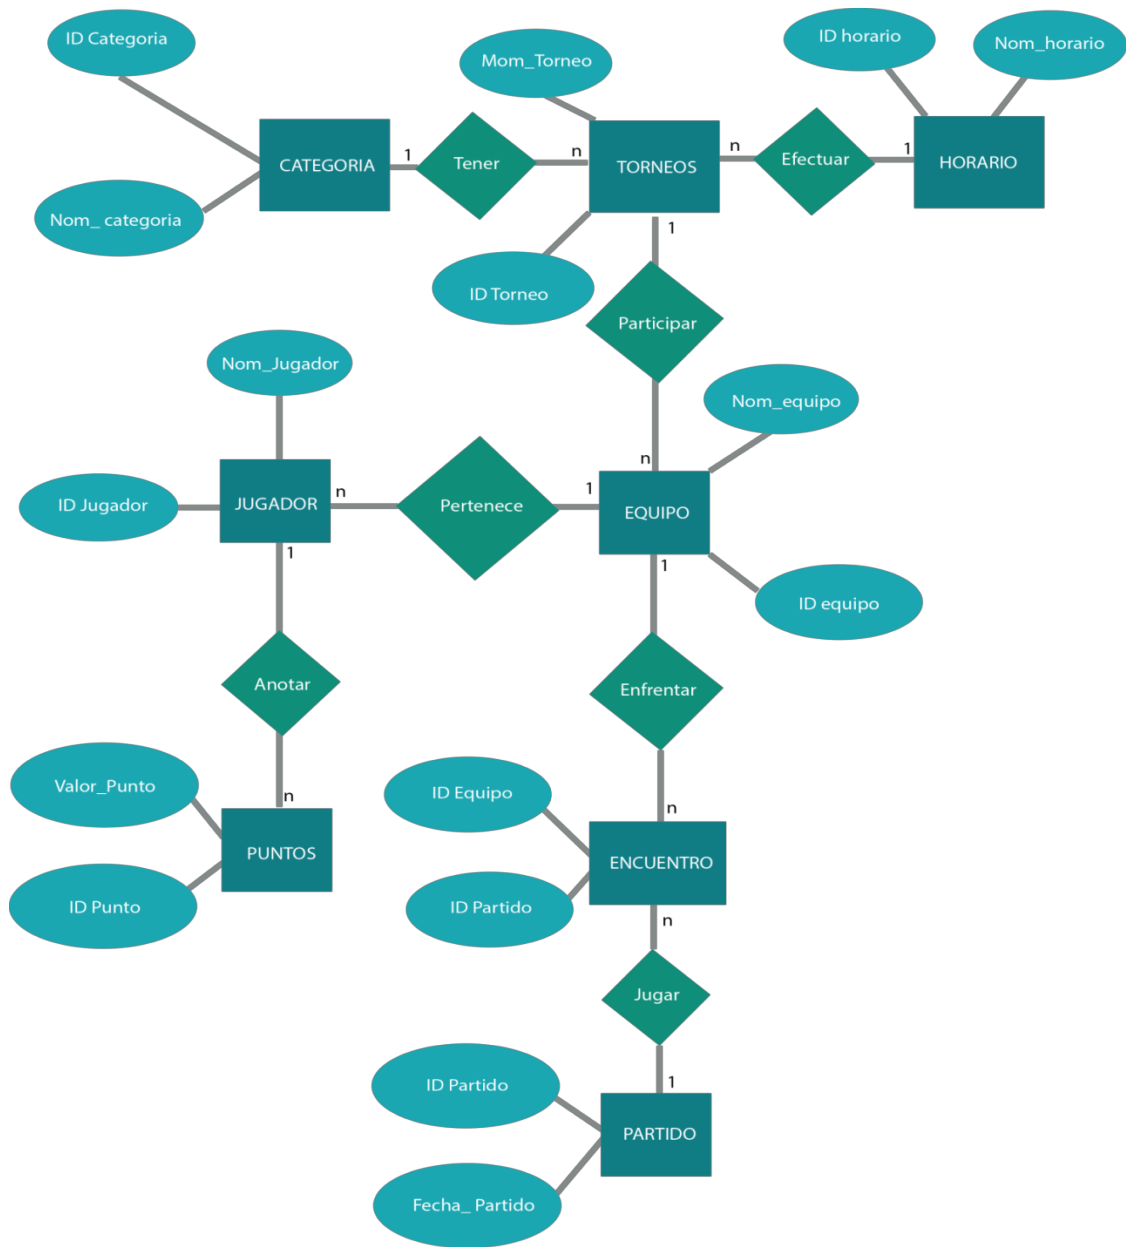 ID Categoria
Mom_Torneo
ID horario
Nom_horario
CATEGORIA
1
Tener
n
TORNEOS
n
Efectuar
1
HORARIO
Nom_ categoria
ID Torneo
1
Participar
Nom_Jugador
Nom_equipo
n
ID Jugador
JUGADOR
n
Pertenece
1
EQUIPO
1
1
ID equipo
Anotar
Enfrentar
Valor_Punto
n
ID Equipo
n
PUNTOS
ENCUENTRO
ID Punto
ID Partido
n
Jugar
ID Partido
1
PARTIDO
Fecha_ Partido